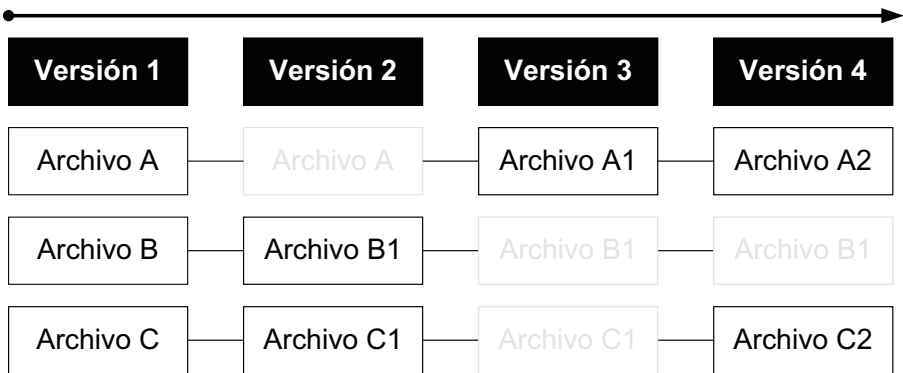 Versión 1 Versión 2 Versión 3 Versión 4
Archivo A Archivo A Archivo A1 Archivo A2
Archivo B Archivo B1 Archivo B1 Archivo B1
Archivo C Archivo C1 Archivo C1 Archivo C2